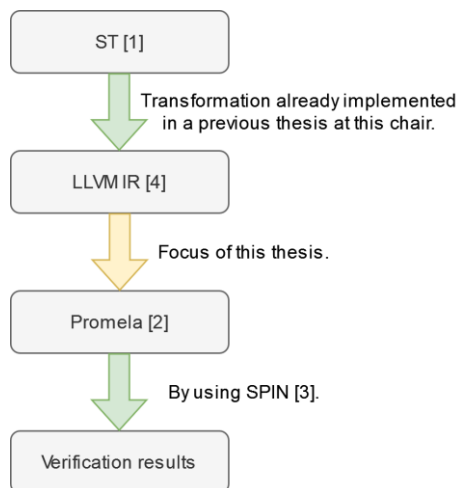 ST [1]
Transformation already implemented
in a previous thesis at this chair.
LLVM IR [4]
Focus of this thesis.
Promela [2]
By using SPIN [3].
Verification results